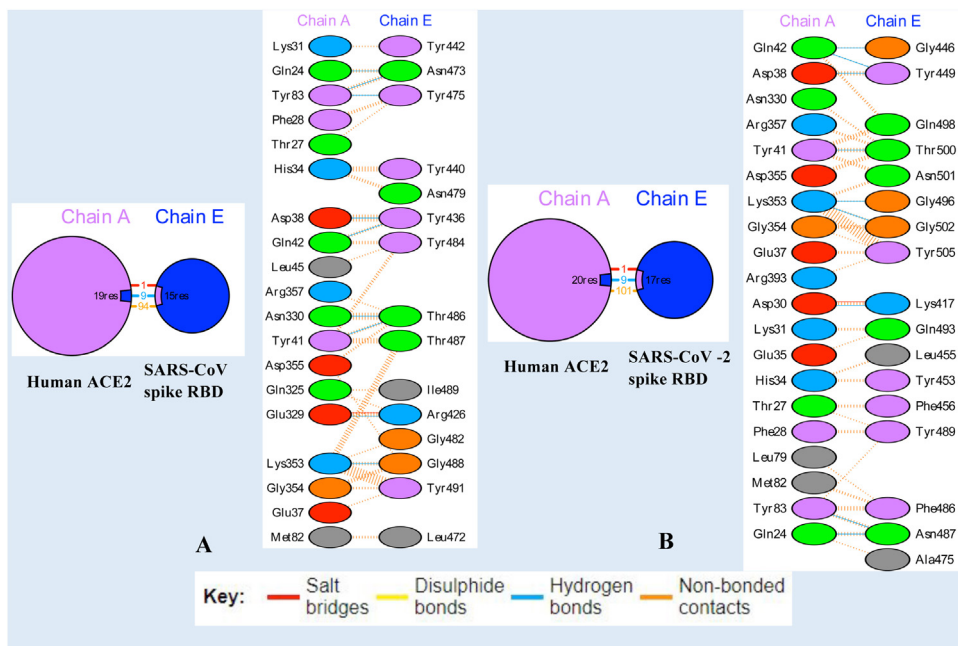 Chain A Chain E
Lys31 Tyr442
Gln24 Asn473
Tyr83 Tyr475
Phe28
Thr27
His34 Tyr440
Asn479
Asp38 Tyr436
Gln42 Tyr484
Leu45
Arg357
Asn330 Thr486
Tyr41 Thr487
Asp355
Gln325 Ile489
Glu329 Arg426
Gly482
Lys353 Gly488
Gly354 Tyr491
Glu37
Met82 Leu472
Chain A Chain E
1
19res 9 15res
94
Human ACE2 SARS-CoV
spike RBD
A
Chain A Chain E
Gln42 Gly446
Asp38 Tyr449
Asn330
Arg357 Gln498
Tyr41 Thr500
Asp355 Asn501
Lys353 Gly496
Gly354 Gly502
Glu37 Tyr505
Arg393
Asp30 Lys417
Lys31 Gln493
Glu35 Leu455
His34 Tyr453
Thr27 Phe456
Phe28 Tyr489
Leu79
Met82
Tyr83 Phe486
Gln24 Asn487
Ala475
Chain A Chain E
1
20res 9 17res
101
Human ACE2 SARS-CoV -2
spike RBD
B
Key: Salt bridges Disulphide bonds Hydrogen bonds Non-bonded contacts